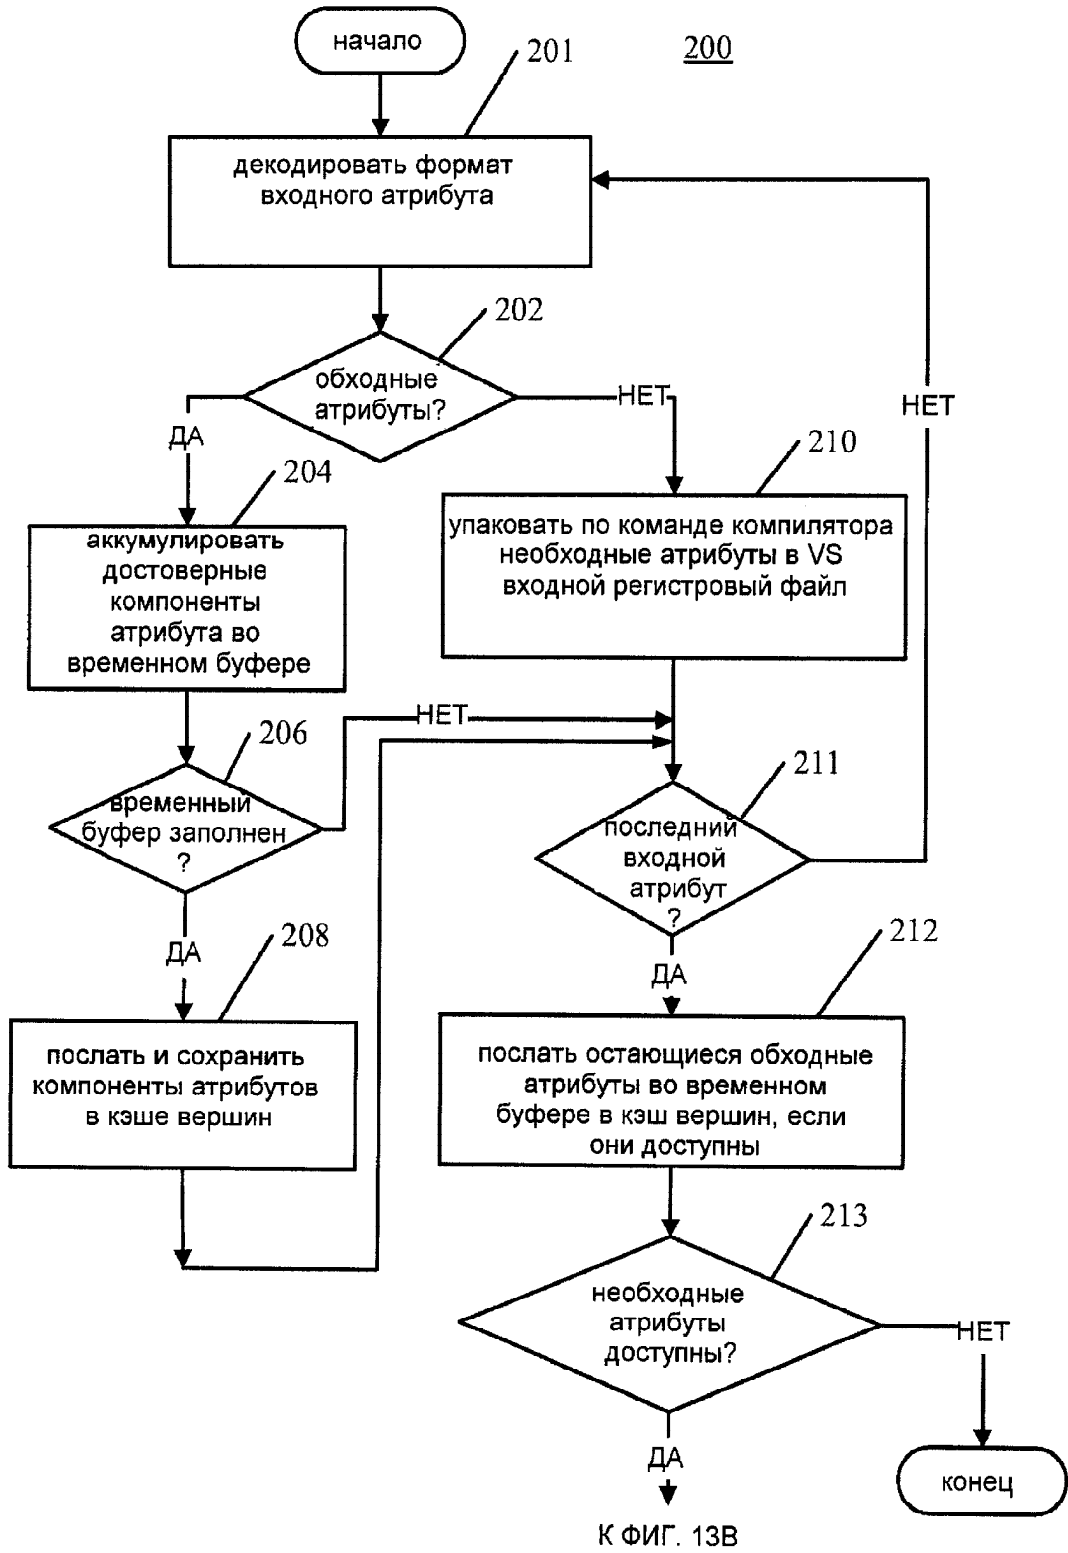 начало
201
200
декодировать формат
входного атрибута
202
обходные
атрибуты?
ДА
НЕТ
НЕТ
204
210
аккумулировать
достоверные
компоненты
атрибута во
временном буфере
упаковать по команде компилятора
необходные атрибуты в VS
входной регистровый файл
НЕТ
206
временный
буфер заполнен
?
211
последний
входной
атрибут
?
ДА
208
ДА
212
послать и сохранить
компоненты атрибутов
в кэше вершин
послать остающиеся обходные
атрибуты во временном
буфере в кэш вершин, если
они доступны
213
необходные
атрибуты
доступны?
НЕТ
ДА
конец
К ФИГ. 13В